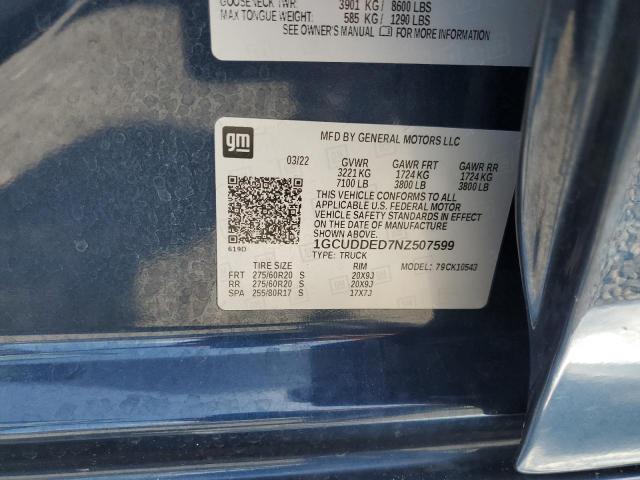 GOOSENECK TWR: 3901 KG/ 8600 LBS
MAX TONGUE WEIGHT: 585 KG/ 1290 LBS
SEE OWNER'S MANUAL FOR MORE INFORMATION
gm
MFD BY GENERAL MOTORS LLC
03/22 GVWR GAWR FRT GAWR RR
3221 KG 1724 KG 1724 KG
7100 LB 3800 LB 3800 LB
THIS VEHICLE CONFORMS TO ALL
APPLICABLE U.S. FEDERAL MOTOR
VEHICLE SAFETY STANDARDS IN EFFECT
ON THE DATE OF MANUFACTURE
SHOWN ABOVE.
1GCUDDED7NZ507599
619D TYPE: TRUCK MODEL: 79CK10543
TIRE SIZE RIM
FRT 275/60R20 S 20X9J
RR 275/60R20 S 20X9J
SPA 255/80R17 S 17X7J